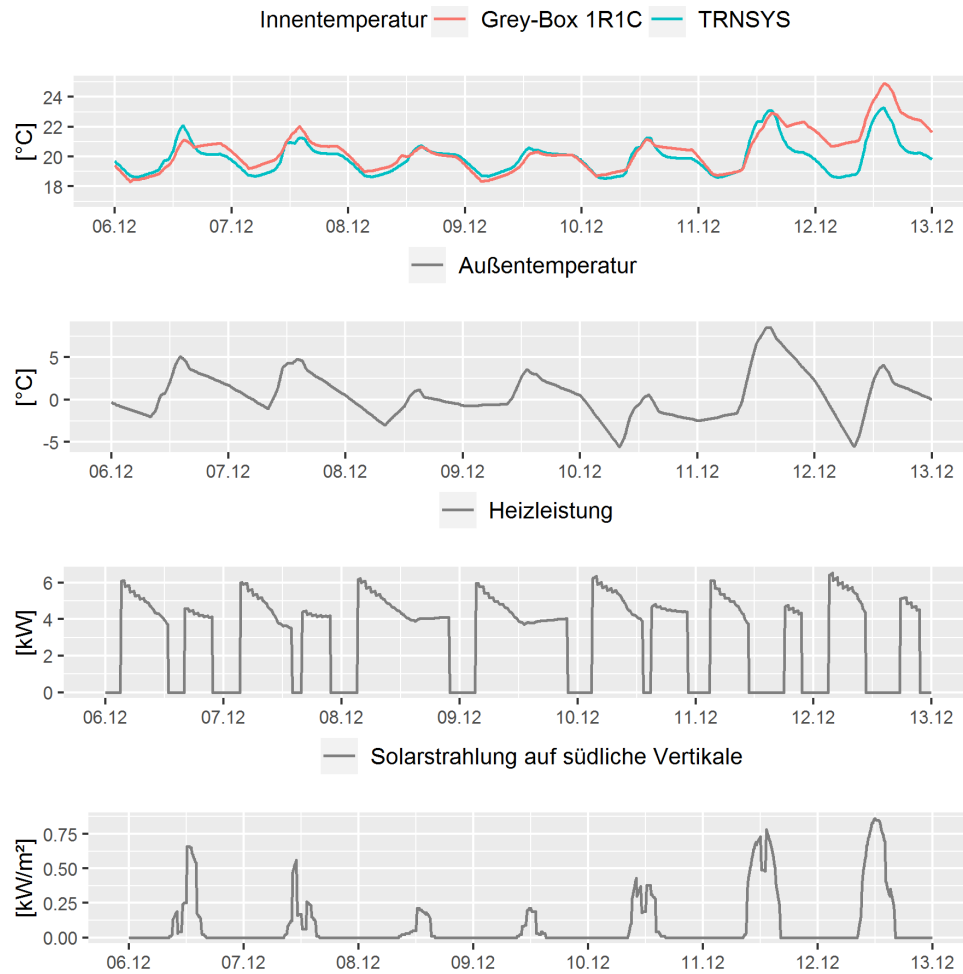 Innentemperatur Grey-Box 1R1C TRNSYS
[°C]
24
22
20
18
06.12 07.12 08.12 09.12 10.12 11.12 12.12 13.12
Außentemperatur
[°C]
5
0
-5
06.12 07.12 08.12 09.12 10.12 11.12 12.12 13.12
Heizleistung
[kW]
6
4
2
0
06.12 07.12 08.12 09.12 10.12 11.12 12.12 13.12
Solarstrahlung auf südliche Vertikale
[kW/m²]
0.75
0.50
0.25
0.00
06.12 07.12 08.12 09.12 10.12 11.12 12.12 13.12